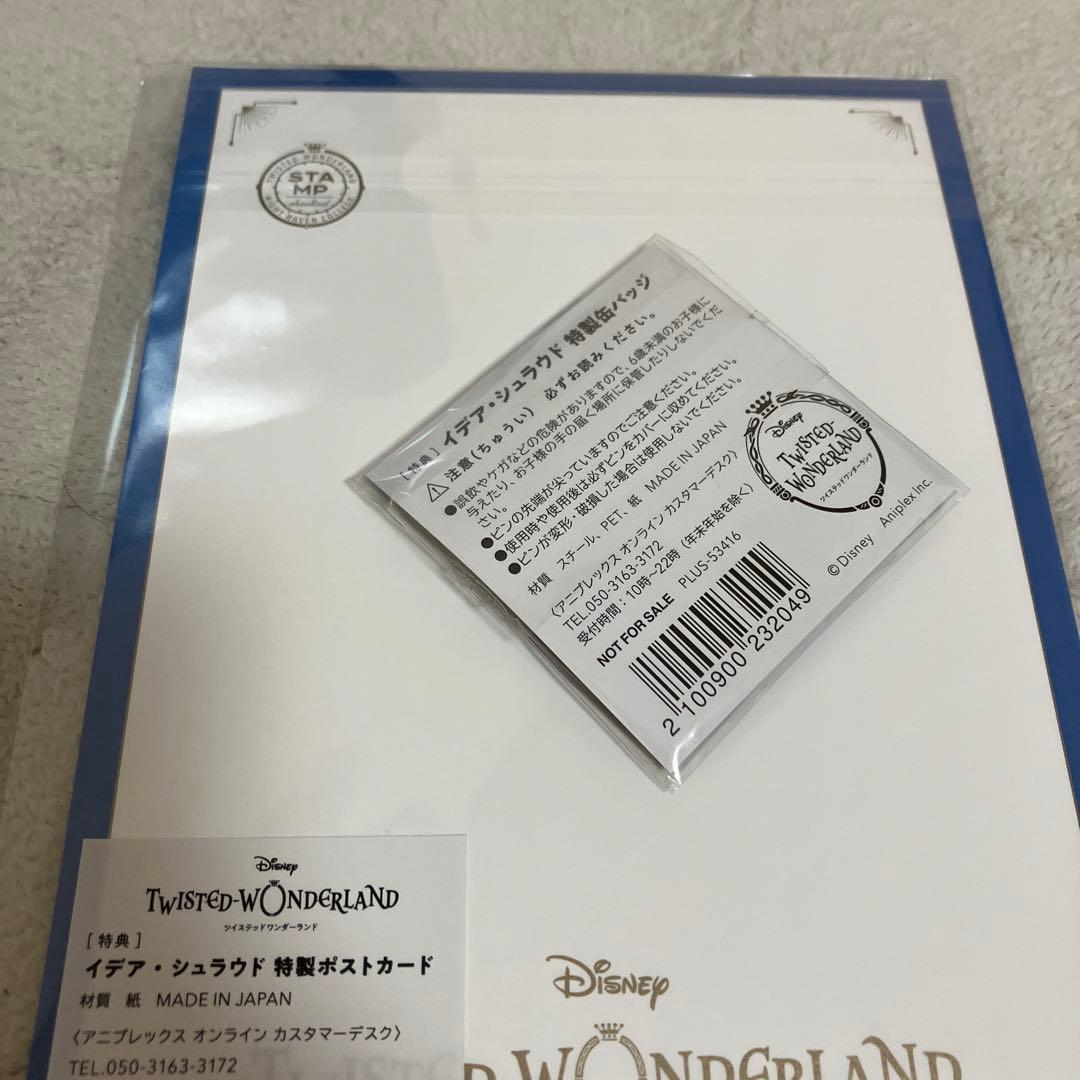 TWISTED WONDERLAND
STA
MP
checked
NIGHT RAVEN COLLEGE
[特典] イデア・シュラウド 特製缶バッジ
⚠注意(ちゅうい) 必ずお読みください。
●誤飲やケガなどの危険がありますので、6歳未満のお子様に
与えたり、お子様の手の届く場所に保管したりしないでくだ
さい。
●ピンの先端が尖っていますのでご注意ください。
●使用時や使用後は必ずピンをカバーに収めてください。
●ピンが変形・破損した場合は使用しないでください。
材質 スチール、PET、紙 MADE IN JAPAN
〈アニプレックス オンライン カスタマーデスク〉
TEL.050-3163-3172
受付時間:10時~22時(年末年始を除く)
NOT FOR SALE PLUS-53416
2 100900 232049
Disney
TWISTED-
WONDERLAND
ツイステッドワンダーランド
©Disney Aniplex Inc.
Disney
TWISTED-WONDERLAND
ツイステッドワンダーランド
[特典]
イデア・シュラウド 特製ポストカード
材質 紙 MADE IN JAPAN
〈アニプレックス オンライン カスタマーデスク〉
TEL.050-3163-3172
Disney
TWISTED-WONDERLAND